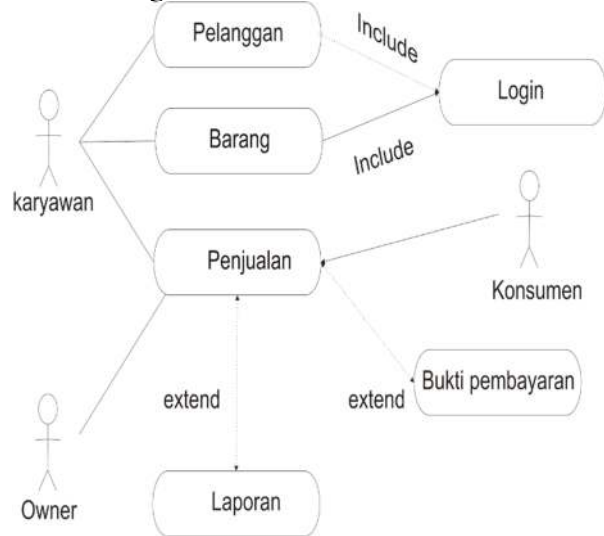 Pelanggan
Include
Login
Barang
Include
karyawan
Penjualan
Konsumen
Bukti pembayaran
extend
extend
Laporan
Owner